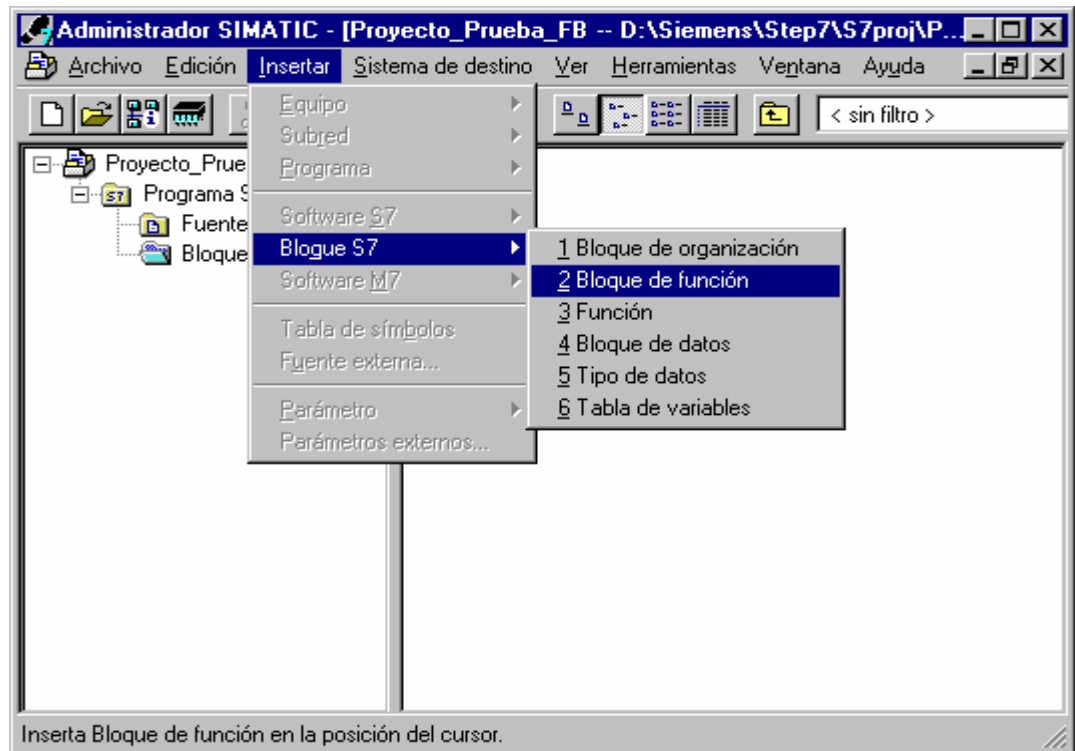 Administrador SIMATIC - [Proyecto_Prueba_FB -- D:\Siemens\Step7\S7proj\P...
Archivo Edición Insertar Sistema de destino Ver Herramientas Ventana Ayuda
< sin filtro >
Proyecto_Prue
Programa S
Fuente
Bloque
Equipo
Subred
Programa
Software S7
Bloque S7
Software M7
Tabla de símbolos
Fuente externa...
Parámetro
Parámetros externos...
1 Bloque de organización
2 Bloque de función
3 Función
4 Bloque de datos
5 Tipo de datos
6 Tabla de variables
Inserta Bloque de función en la posición del cursor.